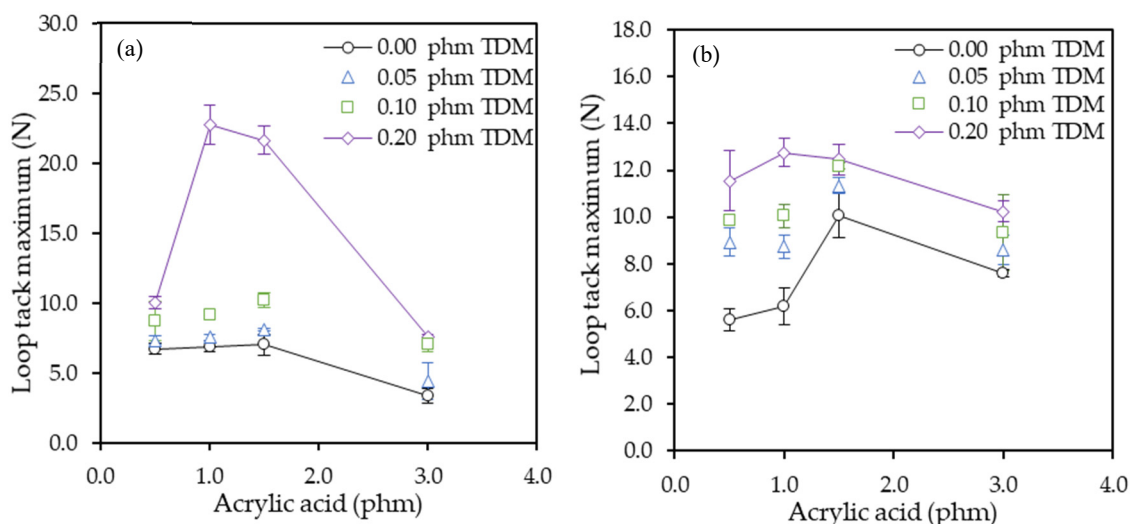 (a)
0.00 phm TDM
0.05 phm TDM
0.10 phm TDM
0.20 phm TDM
Loop tack maximum (N)
30.0
25.0
20.0
15.0
10.0
5.0
0.0
0.0 1.0 2.0 3.0 4.0
Acrylic acid (phm)
(b)
0.00 phm TDM
0.05 phm TDM
0.10 phm TDM
0.20 phm TDM
Loop tack maximum (N)
18.0
16.0
14.0
12.0
10.0
8.0
6.0
4.0
2.0
0.0
0.0 1.0 2.0 3.0 4.0
Acrylic acid (phm)